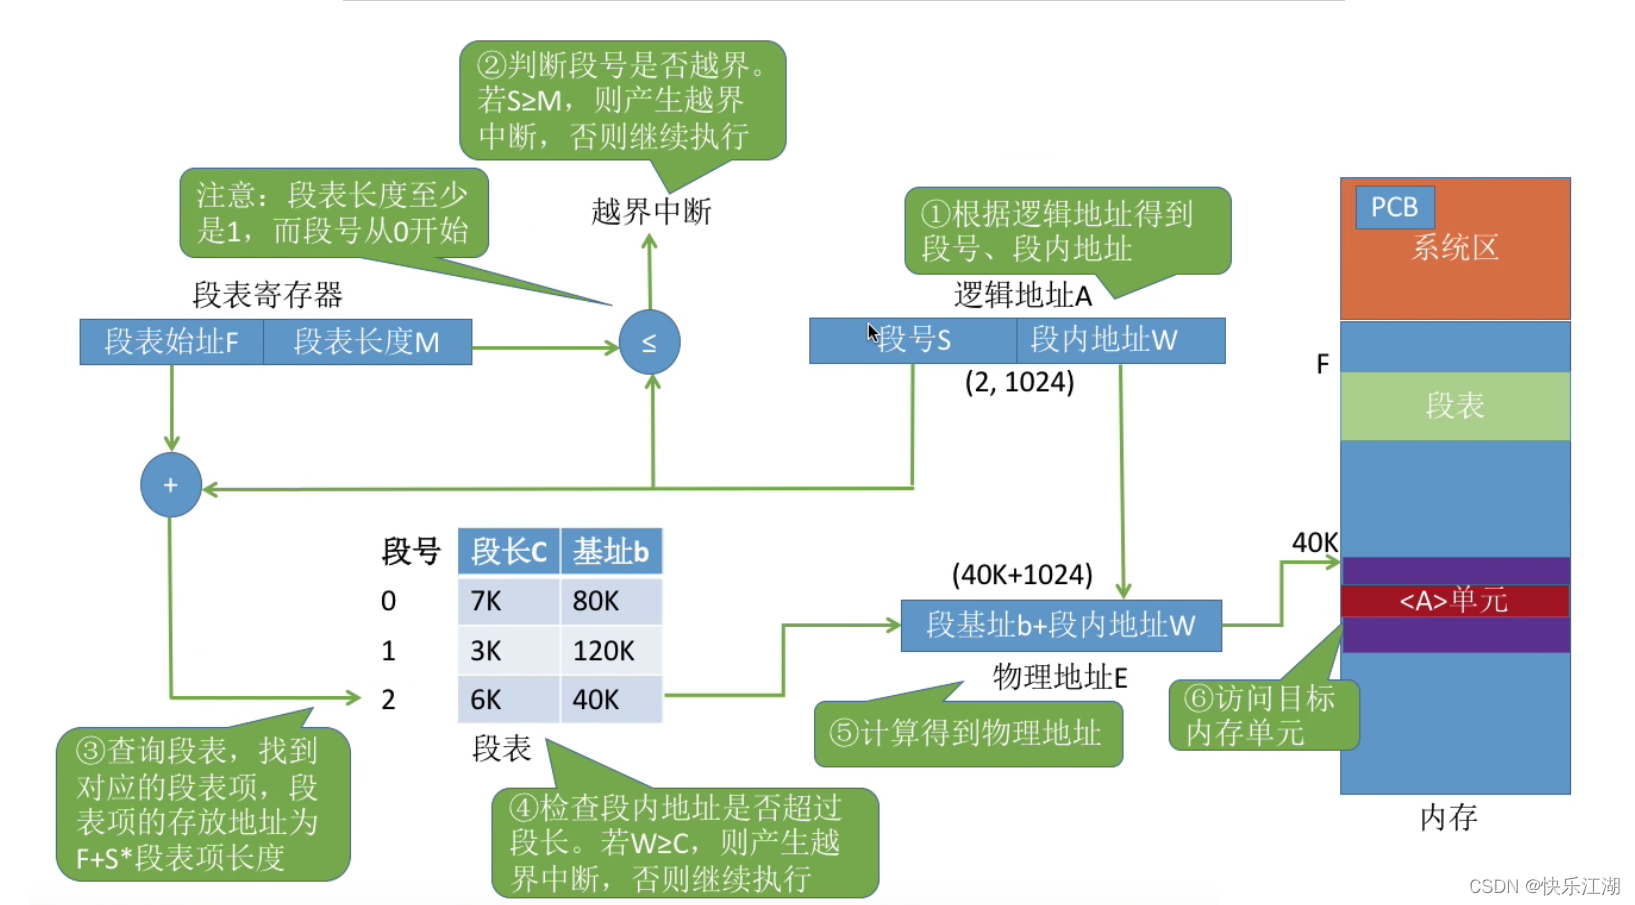 ②判断段号是否越界。
若S≥M，则产生越界
中断，否则继续执行
注意：段表长度至少
是1，而段号从0开始
越界中断
①根据逻辑地址得到
段号、段内地址
PCB
系统区
段表寄存器
逻辑地址A
段表始址F 段表长度M
≤
段号S 段内地址W
(2, 1024)
F
段表
+
40K
段号 段长C 基址b
0 7K 80K
1 3K 120K
2 6K 40K
段表
(40K+1024)
段基址b+段内地址W
物理地址E
<A>单元
③查询段表，找到
对应的段表项，段
表项的存放地址为
F+S*段表项长度
④检查段内地址是否超过
段长。若W≥C，则产生越
界中断，否则继续执行
⑤计算得到物理地址
⑥访问目标
内存单元
内存
CSDN @快乐江湖